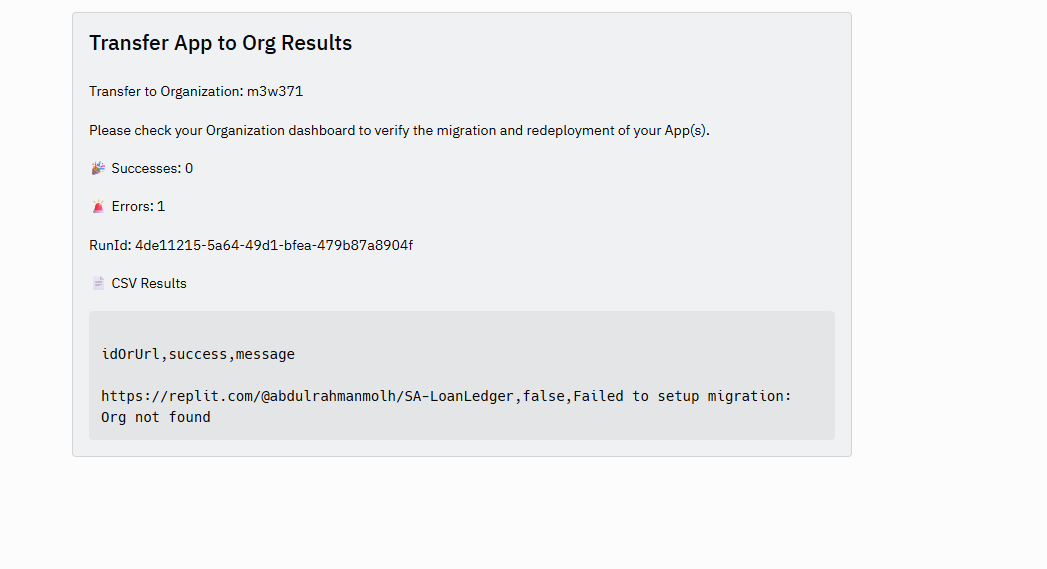 Transfer App to Org Results
Transfer to Organization: m3w371
Please check your Organization dashboard to verify the migration and redeployment of your App(s).
🎉 Successes: 0
🚨 Errors: 1
RunId: 4de11215-5a64-49d1-bfea-479b87a8904f
📄 CSV Results
idOrUrl,success,message
https://replit.com/@abdulrahmanmolh/SA-LoanLedger,false,Failed to setup migration:
Org not found